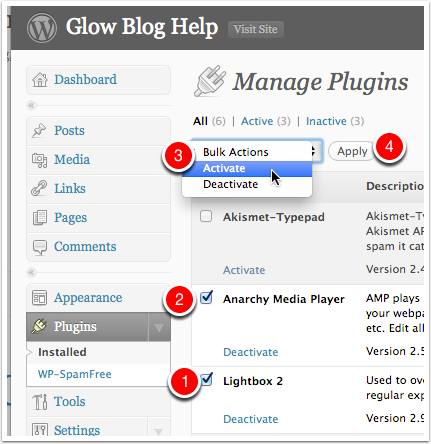 Glow Blog Help Visit Site
Dashboard
Posts
Media
Links
Pages
Comments
Appearance
Plugins
Installed
WP-SpamFree
Tools
Settings
Manage Plugins
All (6) | Active (3) | Inactive (3)
3
Bulk Actions
Activate
Deactivate
Apply
4
Descriptio
Akismet-Typepad
Akismet-T
Akismet AP
spam it cat
Activate
Version 2.4
2
Anarchy Media Player
AMP plays
your webpa
etc. Edit all
Deactivate
Version 2.5
1
Lightbox 2
Used to ove
regular exp
Deactivate
Version 2.9